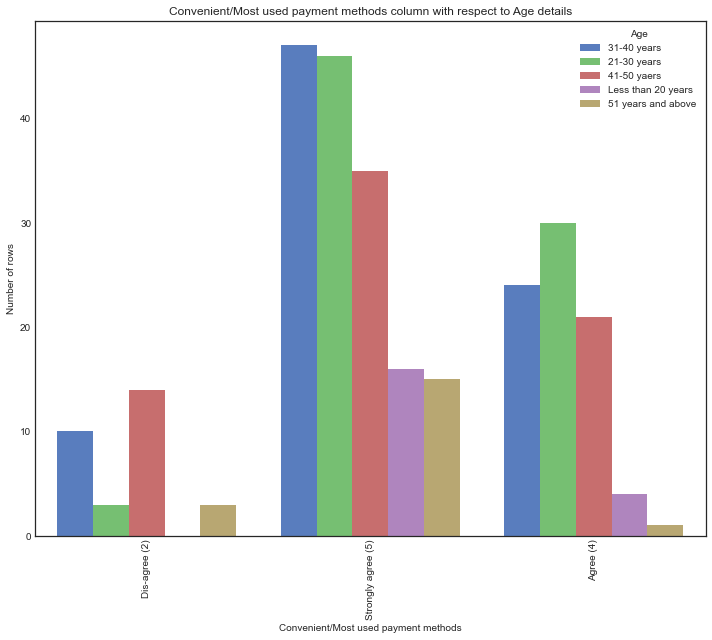 Convenient/Most used payment methods column with respect to Age details
Age
31-40 years
21-30 years
41-50 yaers
Less than 20 years
51 years and above
Number of rows
40
30
20
10
0
Dis-agree (2)
Strongly agree (5)
Agree (4)
Convenient/Most used payment methods